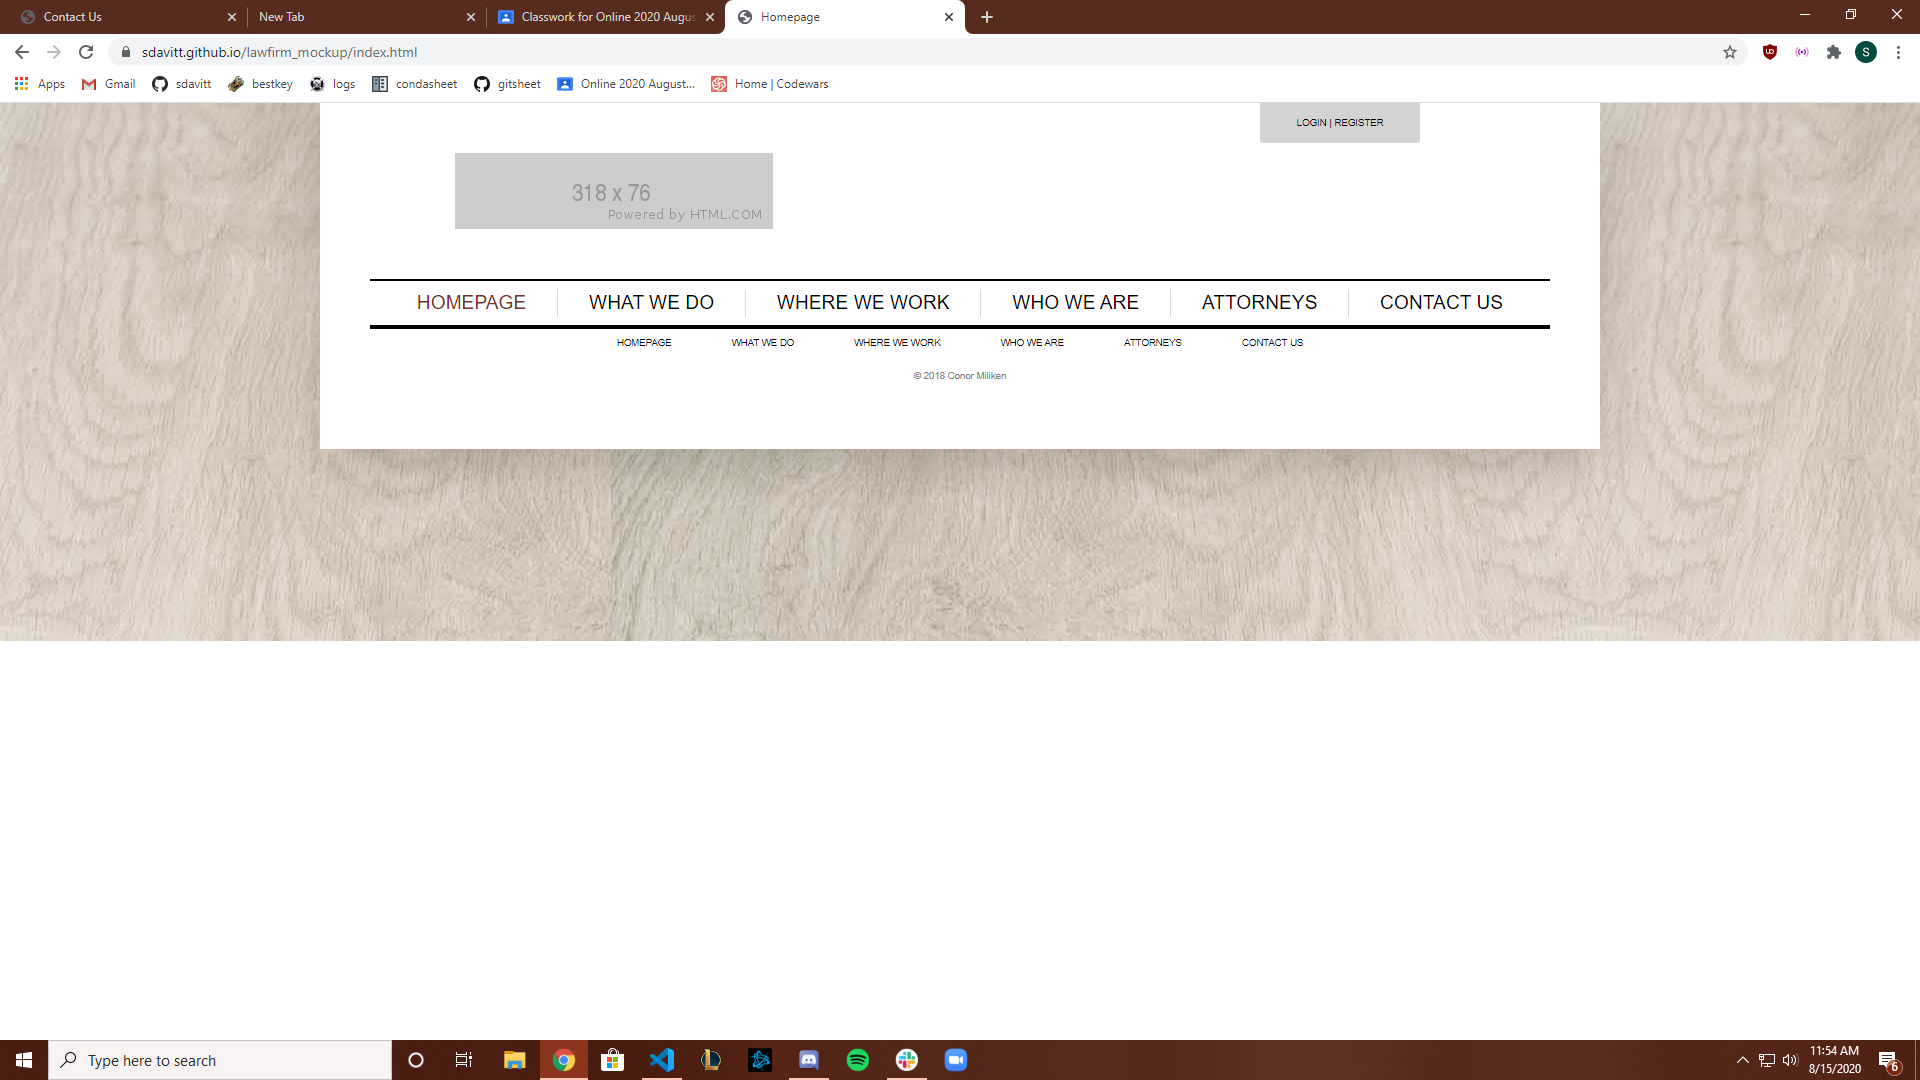 Contact Us
New Tab
Classwork for Online 2020 Augus
Homepage
sdavitt.github.io/lawfirm_mockup/index.html
S
Apps
Gmail
sdavitt
bestkey
logs
condasheet
gitsheet
Online 2020 August...
Home | Codewars
LOGIN | REGISTER
318 x 76
Powered by HTML.COM
HOMEPAGE WHAT WE DO WHERE WE WORK WHO WE ARE ATTORNEYS CONTACT US
HOMEPAGE WHAT WE DO WHERE WE WORK WHO WE ARE ATTORNEYS CONTACT US
© 2018 Conor Miliken
Type here to search
11:54 AM
8/15/2020
6